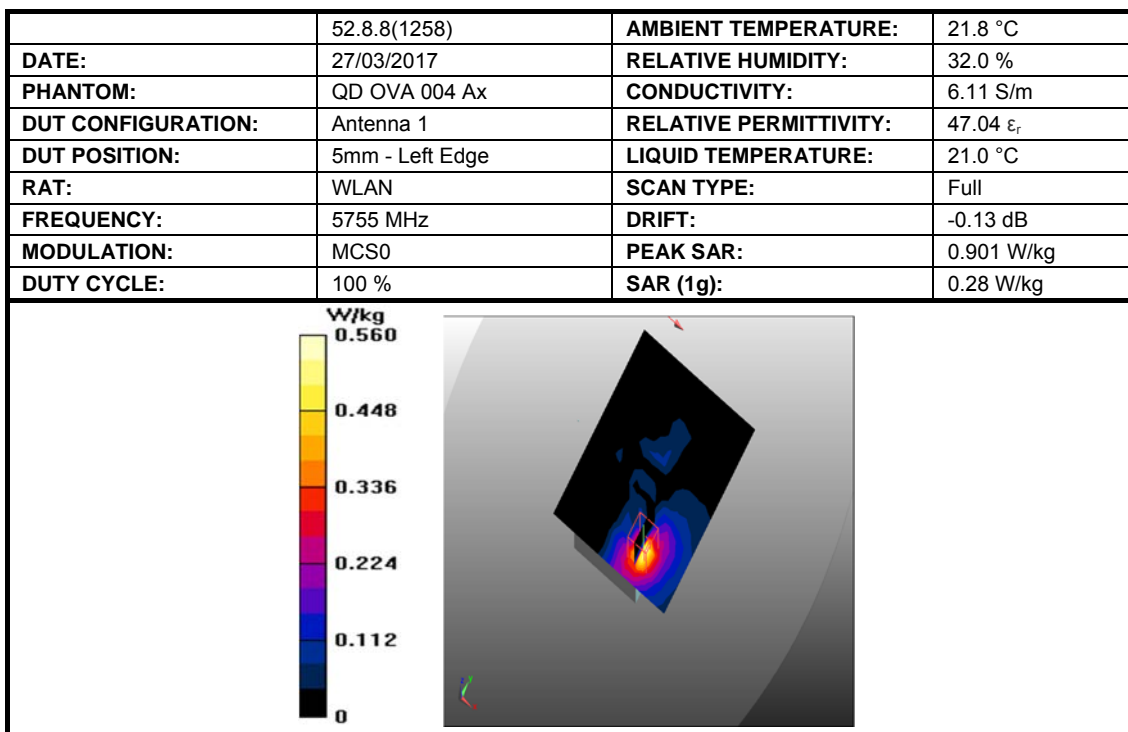 52.8.8(1258) AMBIENT TEMPERATURE: 21.8 °C
DATE: 27/03/2017 RELATIVE HUMIDITY: 32.0 %
PHANTOM: QD OVA 004 Ax CONDUCTIVITY: 6.11 S/m
DUT CONFIGURATION: Antenna 1 RELATIVE PERMITTIVITY: 47.04 εr
DUT POSITION: 5mm - Left Edge LIQUID TEMPERATURE: 21.0 °C
RAT: WLAN SCAN TYPE: Full
FREQUENCY: 5755 MHz DRIFT: -0.13 dB
MODULATION: MCS0 PEAK SAR: 0.901 W/kg
DUTY CYCLE: 100 % SAR (1g): 0.28 W/kg
W/kg
0.560
0.448
0.336
0.224
0.112
0
z y
x